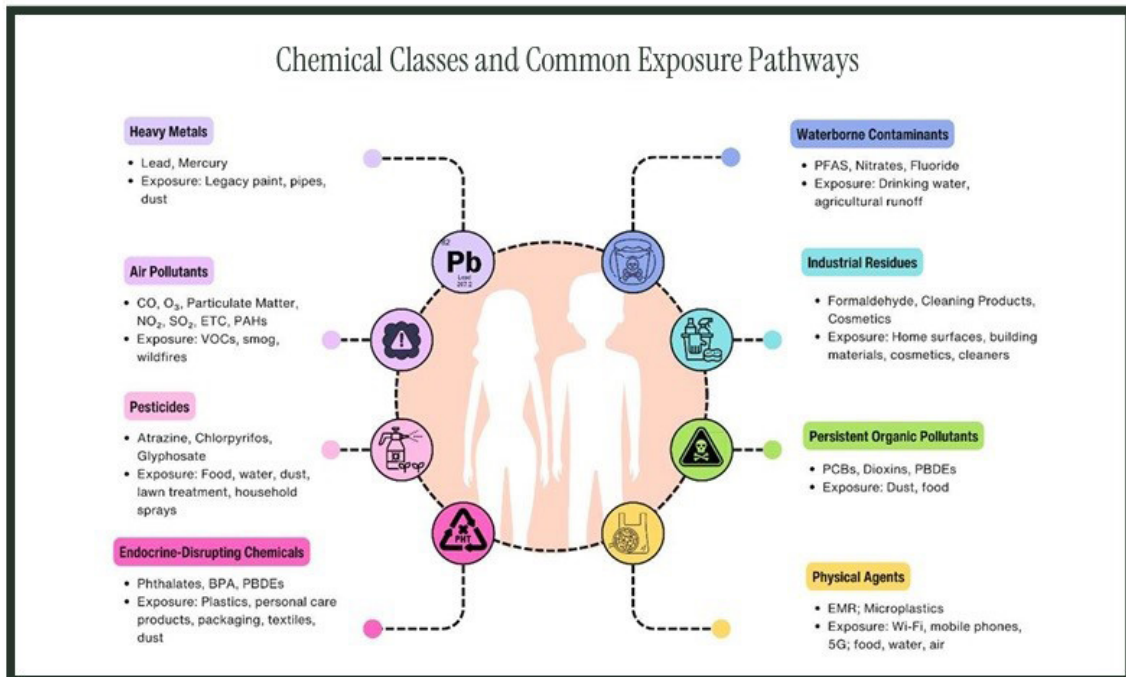 Chemical Classes and Common Exposure Pathways
Heavy Metals
• Lead, Mercury
• Exposure: Legacy paint, pipes,
dust
Air Pollutants
• CO, O₃, Particulate Matter,
NO₂, SO₂, ETC, PAHs
• Exposure: VOCs, smog,
wildfires
Pesticides
• Atrazine, Chlorpyrifos,
Glyphosate
• Exposure: Food, water, dust,
lawn treatment, household
sprays
Endocrine-Disrupting Chemicals
• Phthalates, BPA, PBDEs
• Exposure: Plastics, personal care
products, packaging, textiles,
dust
82
Pb
Lead
207.2
PHT
Waterborne Contaminants
• PFAS, Nitrates, Fluoride
• Exposure: Drinking water,
agricultural runoff
Industrial Residues
• Formaldehyde, Cleaning Products,
Cosmetics
• Exposure: Home surfaces, building
materials, cosmetics, cleaners
Persistent Organic Pollutants
• PCBs, Dioxins, PBDEs
• Exposure: Dust, food
Physical Agents
• EMR; Microplastics
• Exposure: Wi-Fi, mobile phones,
5G; food, water, air